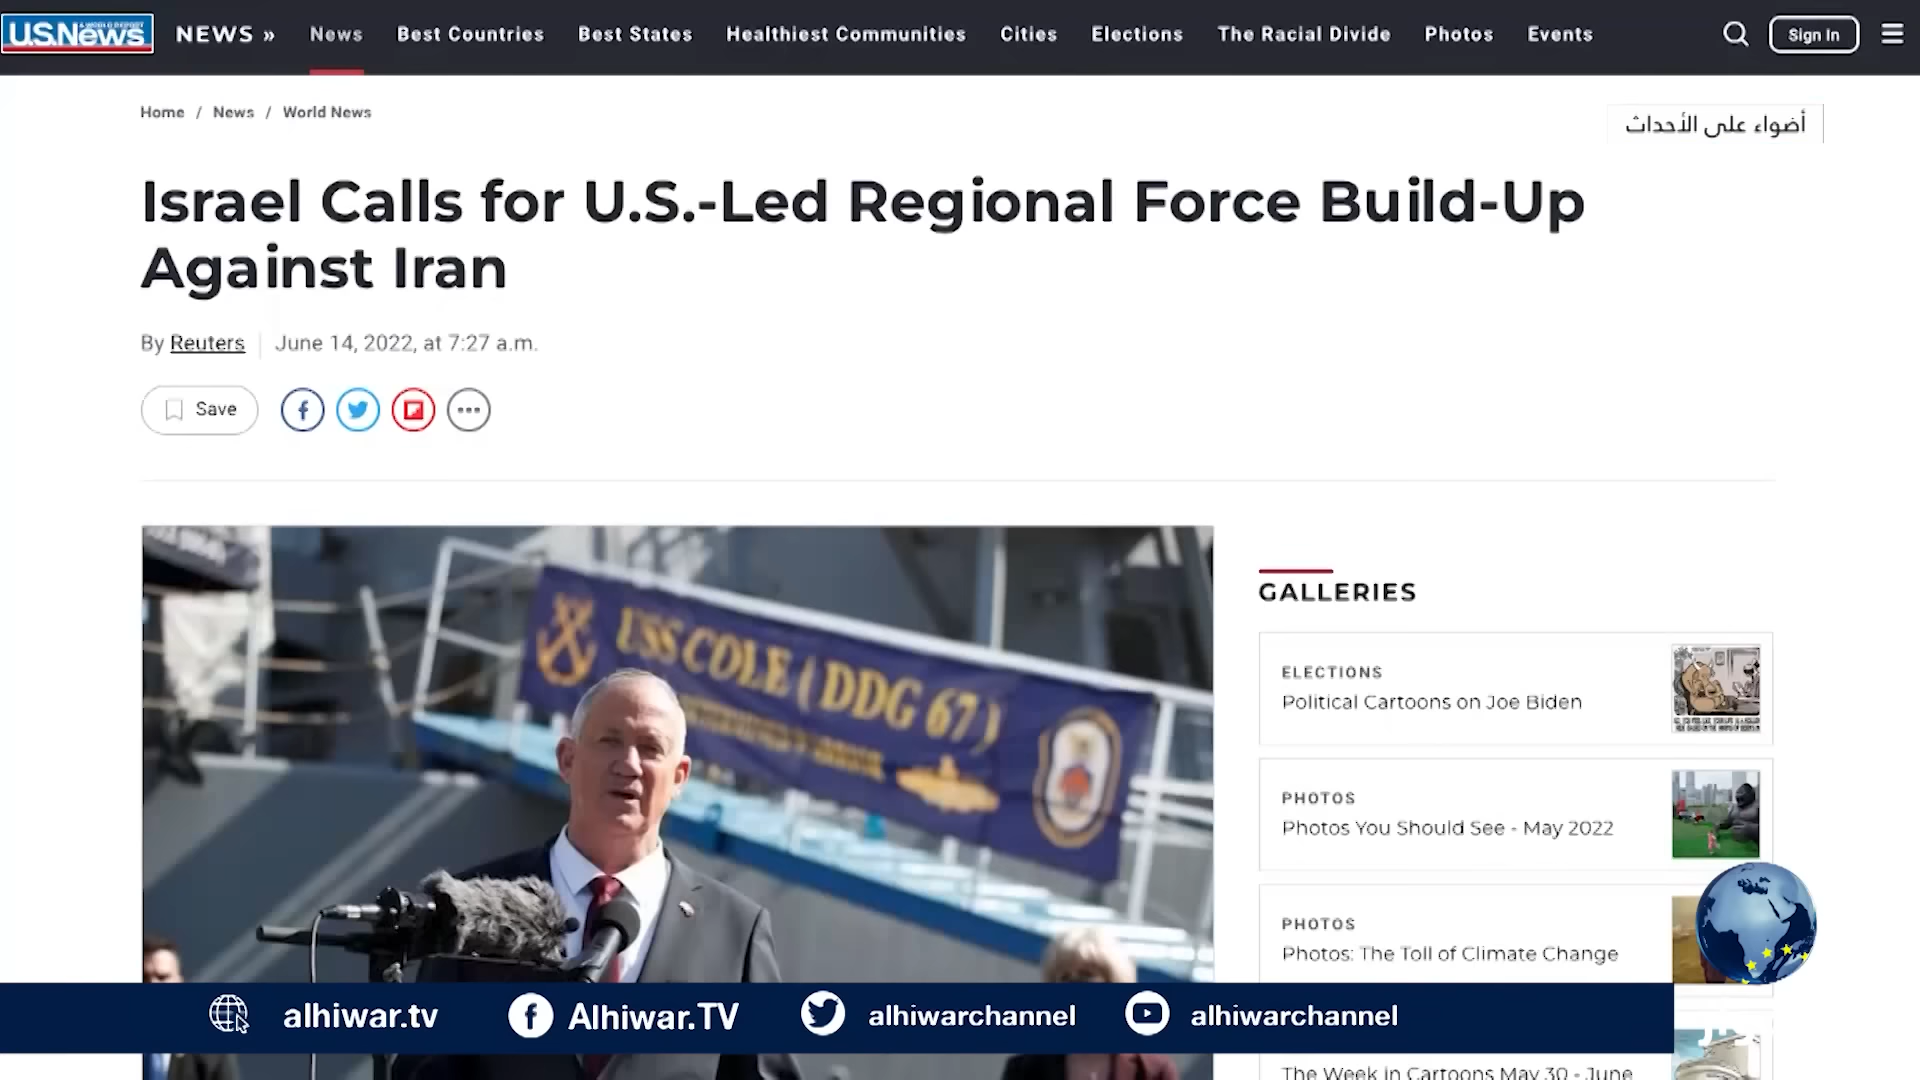 U.S.News
NEWS »
News
Best Countries
Best States
Healthiest Communities
Cities
Elections
The Racial Divide
Photos
Events
Sign In
Home / News / World News
أضواء على الأحداث
Israel Calls for U.S.-Led Regional Force Build-Up
Against Iran
By Reuters
June 14, 2022, at 7:27 a.m.
Save
USS COLE (DDG 67)
GALLERIES
ELECTIONS
Political Cartoons on Joe Biden
PHOTOS
Photos You Should See - May 2022
PHOTOS
Photos: The Toll of Climate Change
The Week in Cartoons May 30 - June
alhiwar.tv
Alhiwar.TV
alhiwarchannel
alhiwarchannel